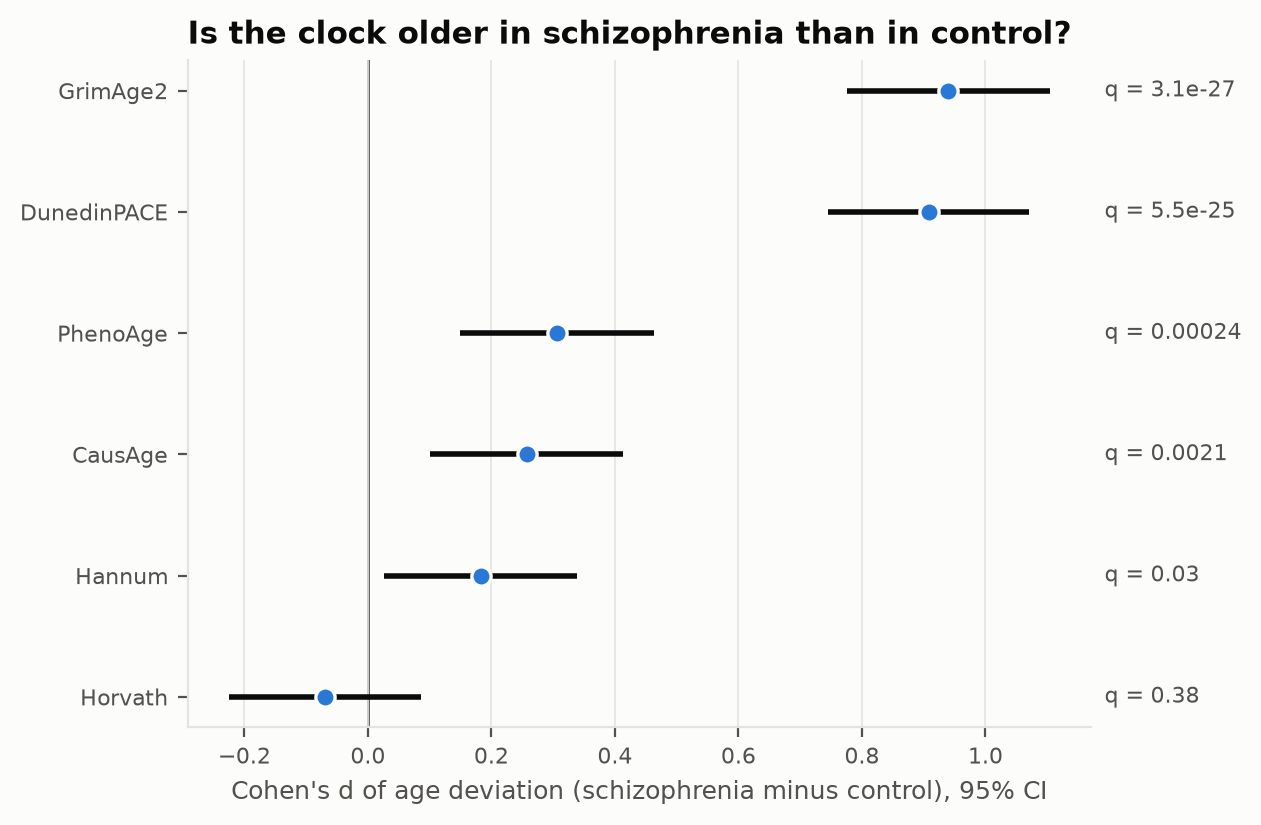 Is the clock older in schizophrenia than in control?
GrimAge2 q = 3.1e-27
DunedinPACE q = 5.5e-25
PhenoAge q = 0.00024
CausAge q = 0.0021
Hannum q = 0.03
Horvath q = 0.38
−0.2 0.0 0.2 0.4 0.6 0.8 1.0
Cohen's d of age deviation (schizophrenia minus control), 95% CI